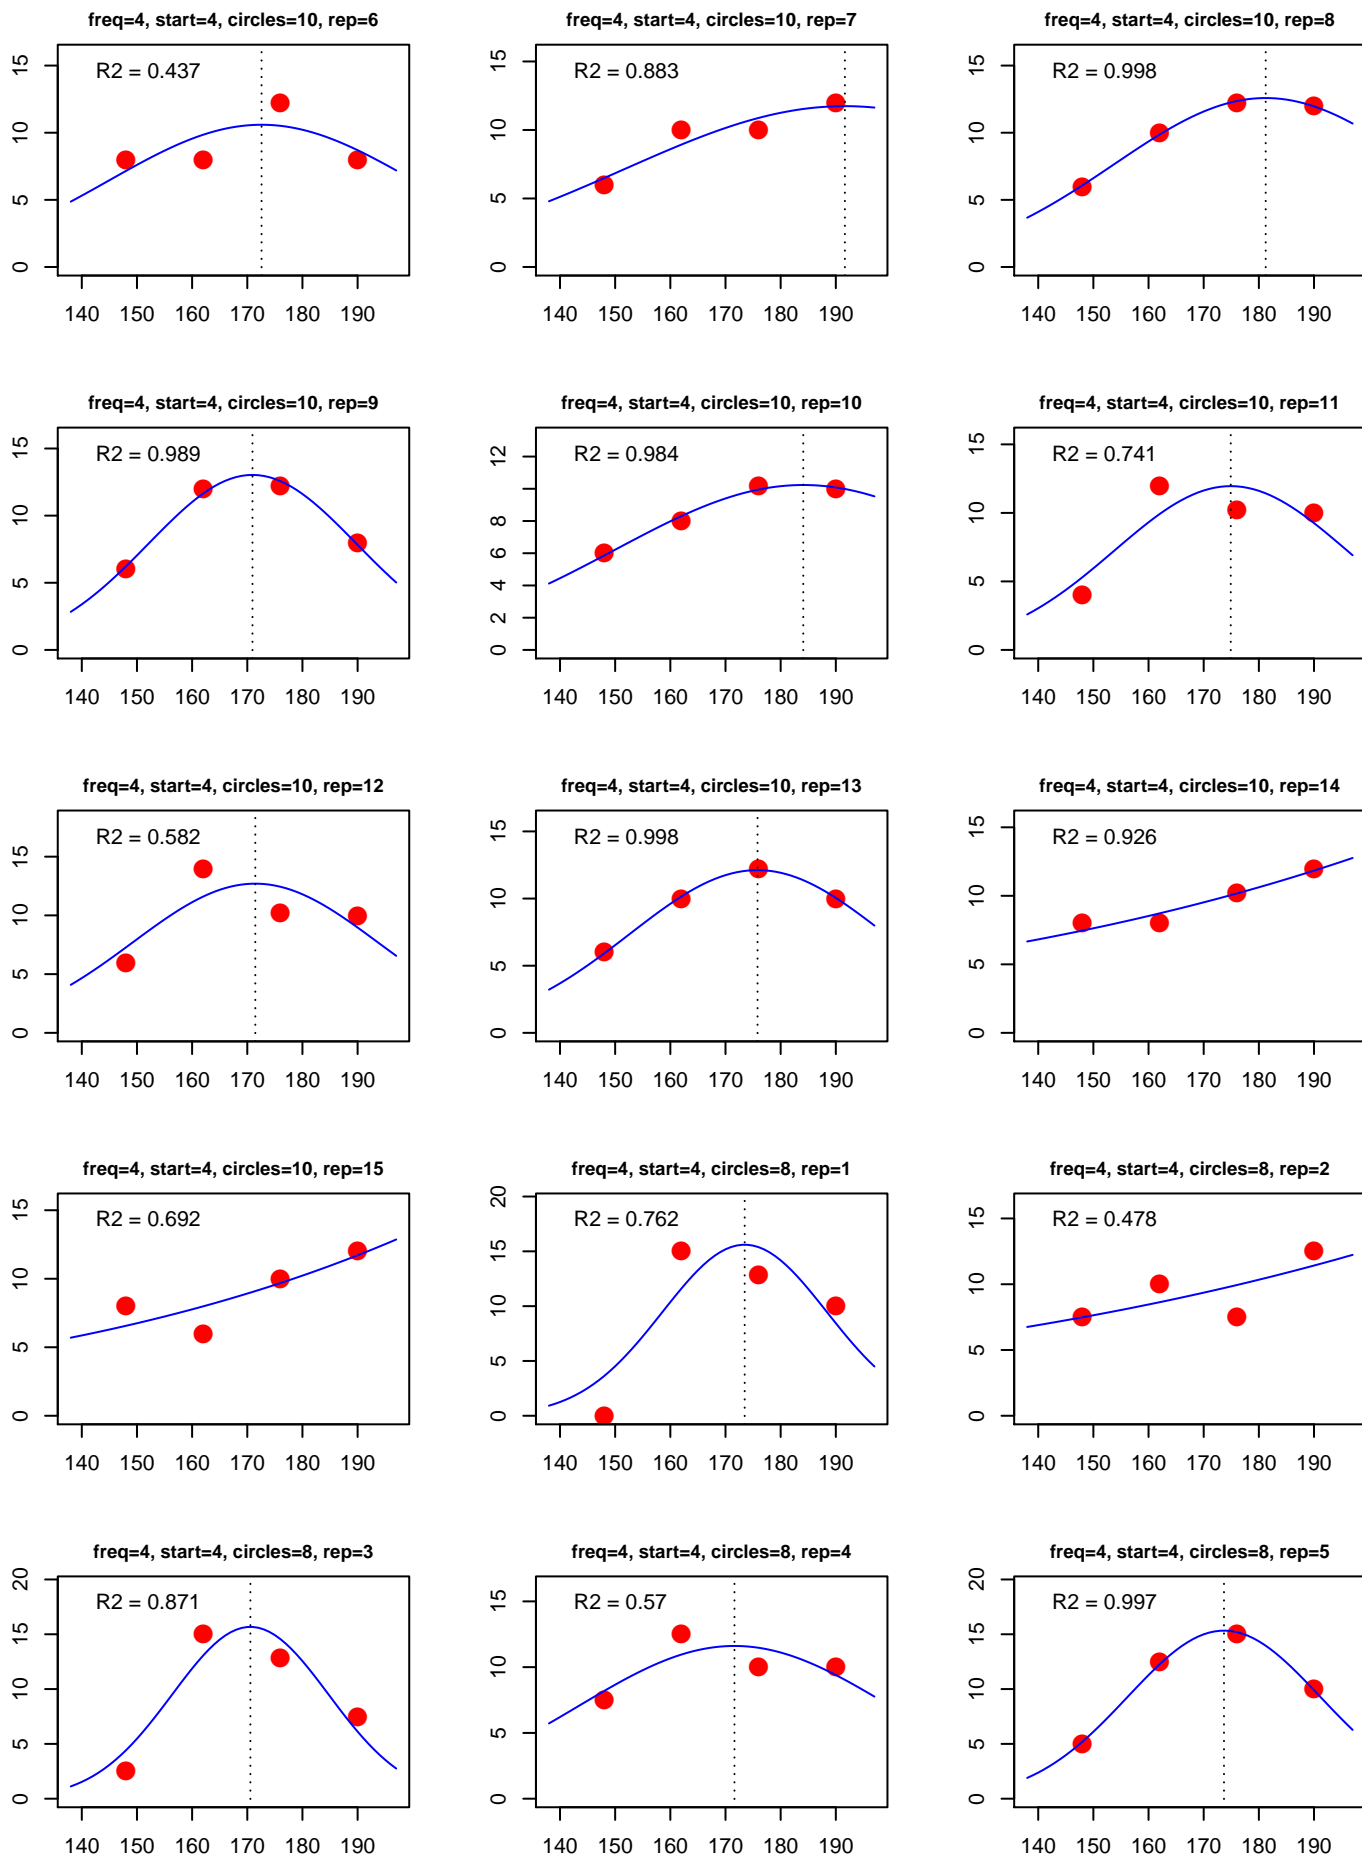 freq=4, start=4, circles=10, rep=6
freq=4, start=4, circles=10, rep=7
freq=4, start=4, circles=10, rep=8
R2 = 0.437
R2 = 0.883
R2 = 0.998
0 5 10 15
0 5 10 15
0 5 10 15
140 150 160 170 180 190
140 150 160 170 180 190
140 150 160 170 180 190
freq=4, start=4, circles=10, rep=9
freq=4, start=4, circles=10, rep=10
freq=4, start=4, circles=10, rep=11
R2 = 0.989
R2 = 0.984
R2 = 0.741
0 5 10 15
0 2 4 6 8 12
0 5 10 15
140 150 160 170 180 190
140 150 160 170 180 190
140 150 160 170 180 190
freq=4, start=4, circles=10, rep=12
freq=4, start=4, circles=10, rep=13
freq=4, start=4, circles=10, rep=14
R2 = 0.582
R2 = 0.998
R2 = 0.926
0 5 10 15
0 5 10 15
0 5 10 15
140 150 160 170 180 190
140 150 160 170 180 190
140 150 160 170 180 190
freq=4, start=4, circles=10, rep=15
freq=4, start=4, circles=8, rep=1
freq=4, start=4, circles=8, rep=2
R2 = 0.692
R2 = 0.762
R2 = 0.478
0 5 10 15
0 5 10 15 20
0 5 10 15
140 150 160 170 180 190
140 150 160 170 180 190
140 150 160 170 180 190
freq=4, start=4, circles=8, rep=3
freq=4, start=4, circles=8, rep=4
freq=4, start=4, circles=8, rep=5
R2 = 0.871
R2 = 0.57
R2 = 0.997
0 5 10 15 20
0 5 10 15
0 5 10 15 20
140 150 160 170 180 190
140 150 160 170 180 190
140 150 160 170 180 190